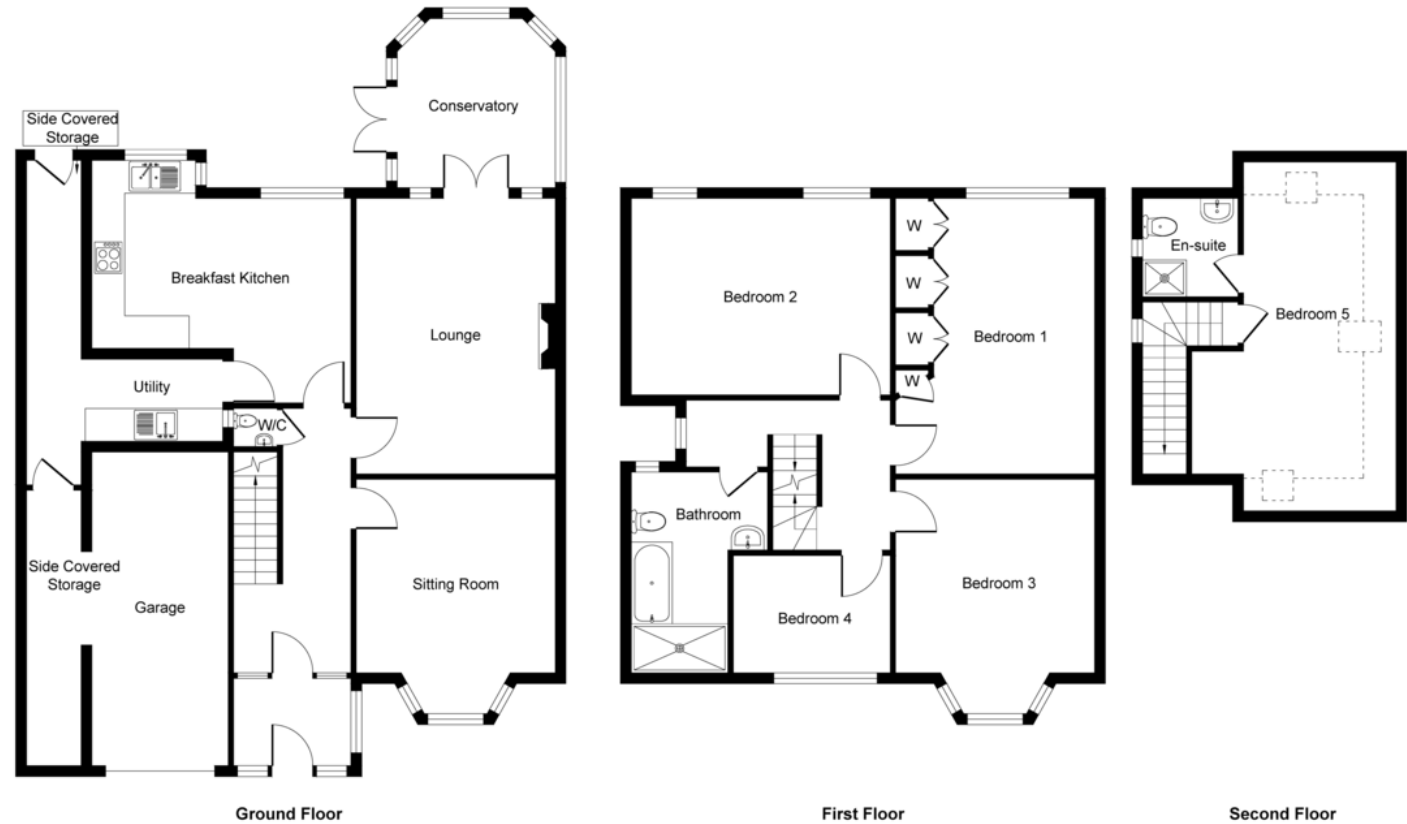 Side Covered
Storage
Conservatory
Breakfast Kitchen
Lounge
Utility
W/C
Side Covered
Storage
Garage
Sitting Room
Ground Floor
Bedroom 2
W
W
W
W
Bedroom 1
Bathroom
Bedroom 4
Bedroom 3
First Floor
En-suite
Bedroom 5
Second Floor